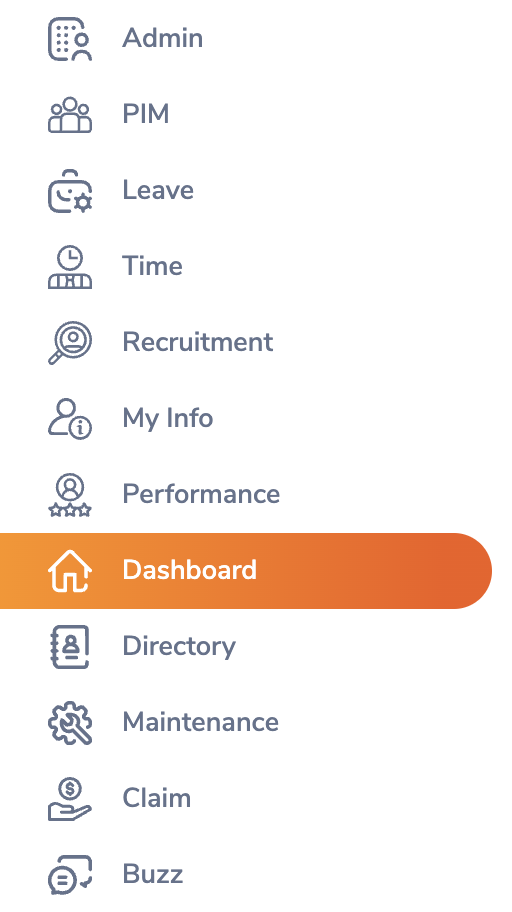 Admin
PIM
Leave
Time
Recruitment
My Info
Performance
Dashboard
Directory
Maintenance
Claim
Buzz